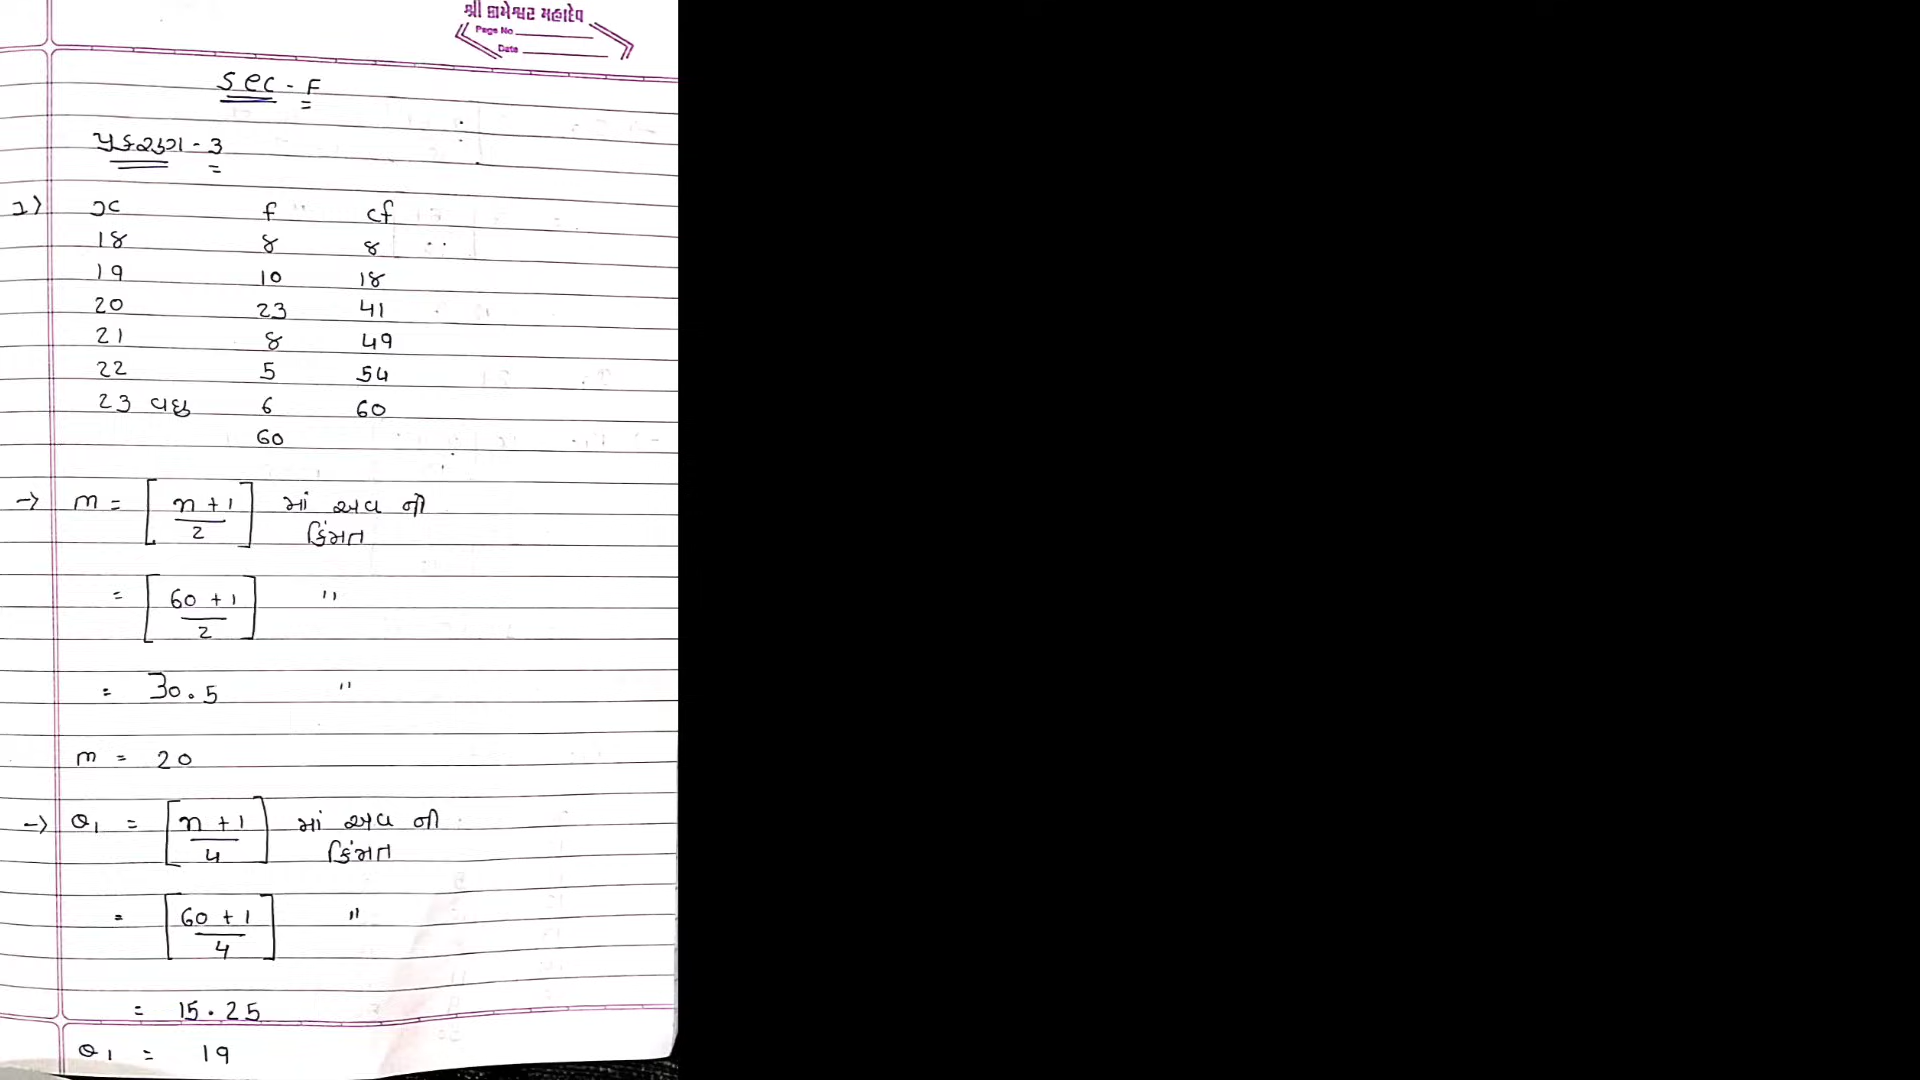 શ્રી કામેશ્વર મહાદેવ
Page No
Date
Sec - F
પ્રકરણ - 3
1) x f cf
18 8 8
19 10 18
20 23 41
21 8 49
22 5 54
23 વધુ 6 60
60
→ m = [n + 1 / 2] માં અવ ની
કિંમત
= [60 + 1 / 2] "
= 30.5 "
m = 20
→ Q1 = [n + 1 / 4] માં અવ ની
કિંમત
= [60 + 1 / 4] "
= 15.25
Q1 = 19